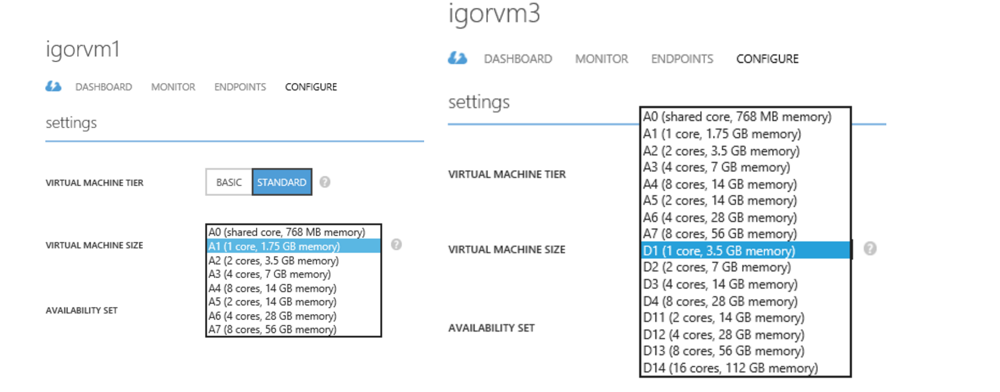 igorvm1
DASHBOARD MONITOR ENDPOINTS CONFIGURE
settings
VIRTUAL MACHINE TIER BASIC STANDARD ?
VIRTUAL MACHINE SIZE ?
A0 (shared core, 768 MB memory)
A1 (1 core, 1.75 GB memory)
A2 (2 cores, 3.5 GB memory)
A3 (4 cores, 7 GB memory)
A4 (8 cores, 14 GB memory)
A5 (2 cores, 14 GB memory)
A6 (4 cores, 28 GB memory)
A7 (8 cores, 56 GB memory)
AVAILABILITY SET
igorvm3
DASHBOARD MONITOR ENDPOINTS CONFIGURE
settings
VIRTUAL MACHINE TIER
VIRTUAL MACHINE SIZE ?
A0 (shared core, 768 MB memory)
A1 (1 core, 1.75 GB memory)
A2 (2 cores, 3.5 GB memory)
A3 (4 cores, 7 GB memory)
A4 (8 cores, 14 GB memory)
A5 (2 cores, 14 GB memory)
A6 (4 cores, 28 GB memory)
A7 (8 cores, 56 GB memory)
D1 (1 core, 3.5 GB memory)
D2 (2 cores, 7 GB memory)
D3 (4 cores, 14 GB memory)
D4 (8 cores, 28 GB memory)
D11 (2 cores, 14 GB memory)
D12 (4 cores, 28 GB memory)
D13 (8 cores, 56 GB memory)
D14 (16 cores, 112 GB memory)
AVAILABILITY SET